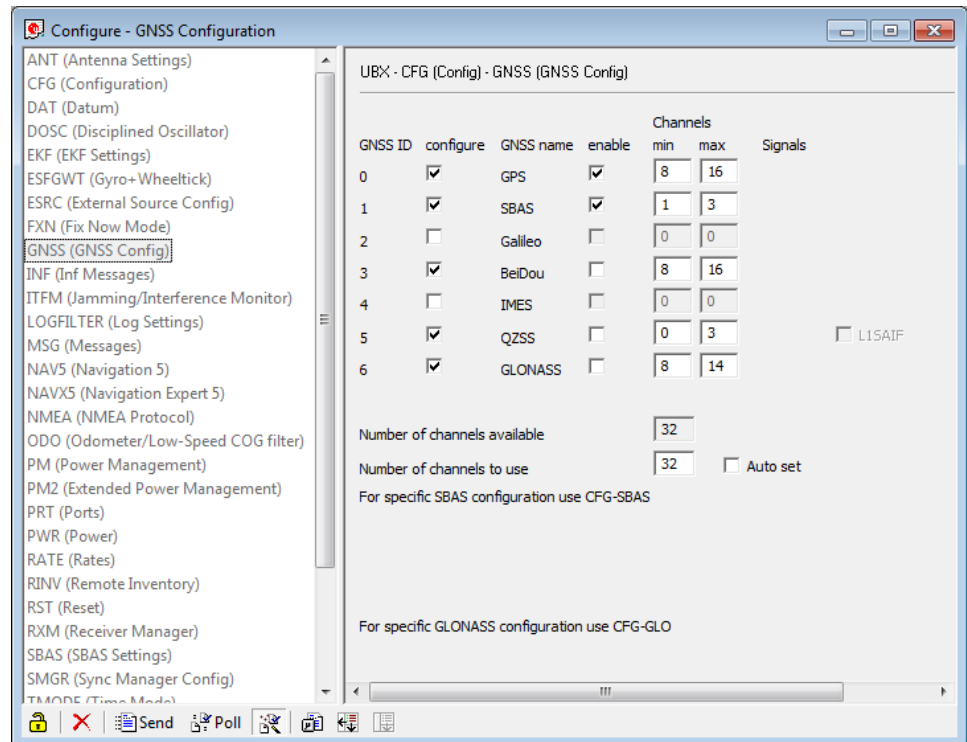 Configure - GNSS Configuration
ANT (Antenna Settings)
CFG (Configuration)
DAT (Datum)
DOSC (Disciplined Oscillator)
EKF (EKF Settings)
ESFGWT (Gyro+Wheeltick)
ESRC (External Source Config)
FXN (Fix Now Mode)
GNSS (GNSS Config)
INF (Inf Messages)
ITFM (Jamming/Interference Monitor)
LOGFILTER (Log Settings)
MSG (Messages)
NAV5 (Navigation 5)
NAVX5 (Navigation Expert 5)
NMEA (NMEA Protocol)
ODO (Odometer/Low-Speed COG filter)
PM (Power Management)
PM2 (Extended Power Management)
PRT (Ports)
PWR (Power)
RATE (Rates)
RINV (Remote Inventory)
RST (Reset)
RXM (Receiver Manager)
SBAS (SBAS Settings)
SMGR (Sync Manager Config)
TMODE (Time Mode)
UBX - CFG (Config) - GNSS (GNSS Config)
Channels
GNSS ID configure GNSS name enable min max Signals
0 GPS 8 16
1 SBAS 1 3
2 Galileo 0 0
3 BeiDou 8 16
4 IMES 0 0
5 QZSS 0 3 L1SAIF
6 GLONASS 8 14
Number of channels available 32
Number of channels to use 32 Auto set
For specific SBAS configuration use CFG-SBAS
For specific GLONASS configuration use CFG-GLO
Send Poll